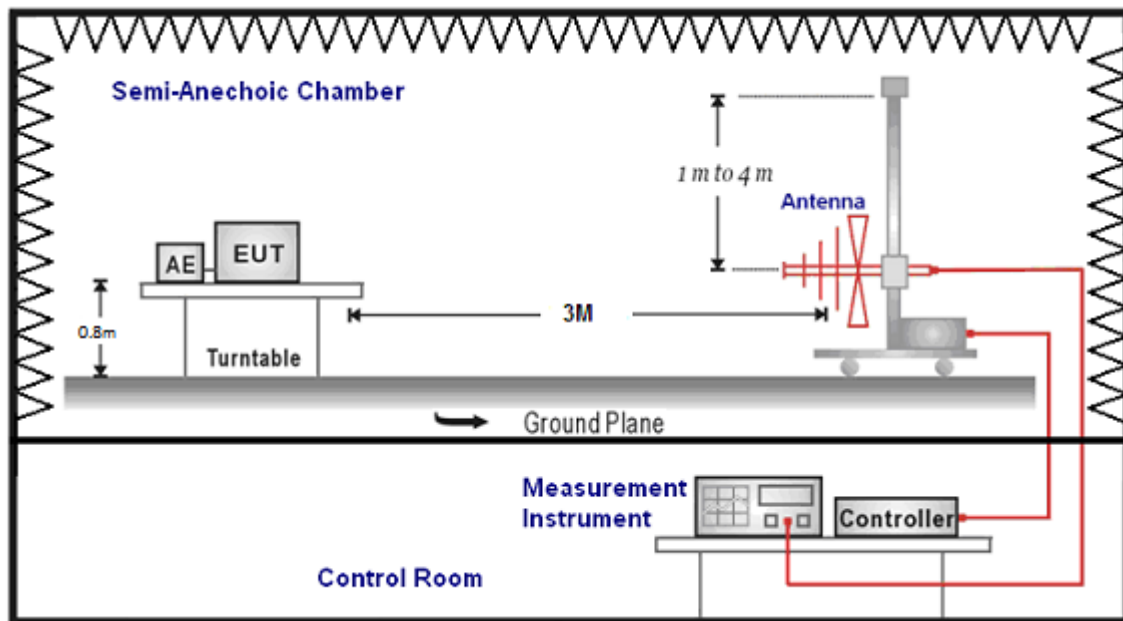 Semi-Anechoic Chamber
1 m to 4 m
Antenna
AE
EUT
0.8m
3M
Turntable
Ground Plane
Measurement
Instrument
Controller
Control Room